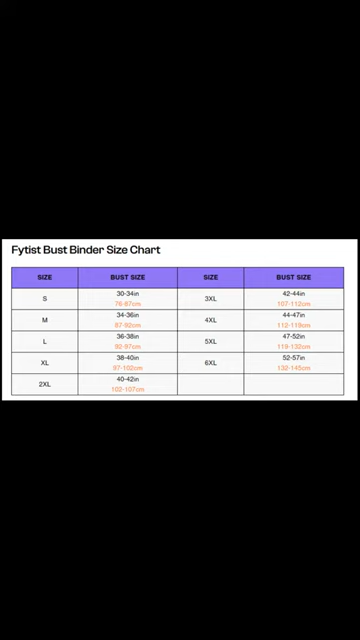 Fytist Bust Binder Size Chart
SIZE BUST SIZE SIZE BUST SIZE
S 30-34in 76-87cm 3XL 42-44in 107-112cm
M 34-36in 87-92cm 4XL 44-47in 112-119cm
L 36-38in 92-97cm 5XL 47-52in 119-132cm
XL 38-40in 97-102cm 6XL 52-57in 132-145cm
2XL 40-42in 102-107cm